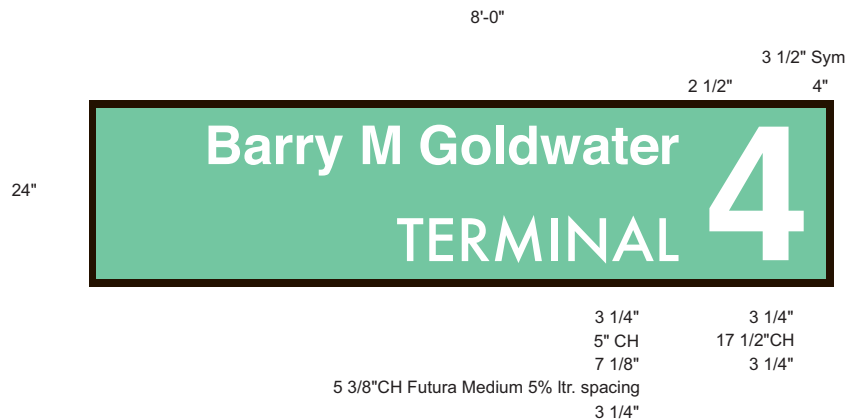 8'-0"
3 1/2" Sym
2 1/2" 4"
24"
Barry M Goldwater
TERMINAL
4
3 1/4" 3 1/4"
5" CH 17 1/2"CH
7 1/8" 3 1/4"
5 3/8"CH Futura Medium 5% ltr. spacing
3 1/4"